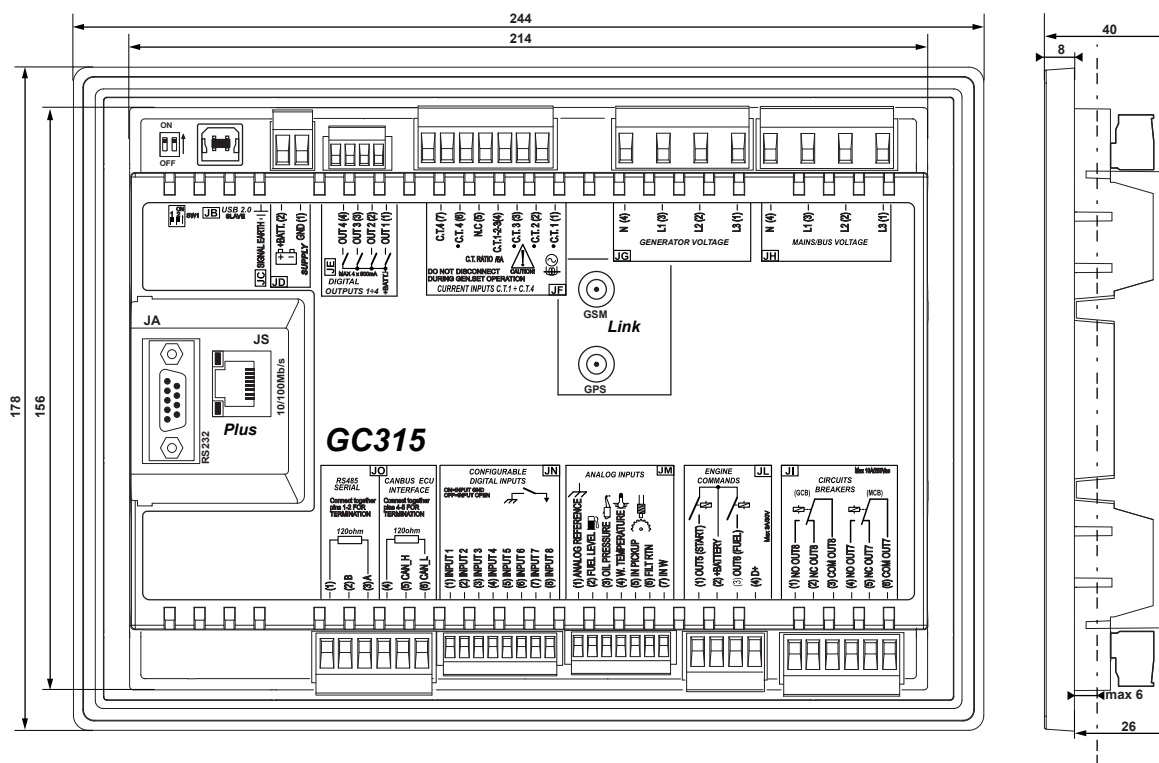 244
214
40
8
178
156
ON
OFF
ON
1 2
SW1
JB USB 2.0
SLAVE
JC SIGNAL EARTH
+BATT. (2)
GND (1)
SUPPLY
JD
JE
OUT 4 (4)
OUT 3 (3)
OUT 2 (2)
OUT 1 (1)
MAX 4 x 600mA
+BATT.
DIGITAL
OUTPUTS 1÷4
C.T.4 (7)
•C.T.4 (6)
N.C (5)
C.T.1-2-3(4)
•C.T.3 (3)
•C.T.2 (2)
•C.T.1 (1)
C.T. RATIO /5A
CAUTION!
DO NOT DISCONNECT
DURING GEN.SET OPERATION
CURRENT INPUTS C.T.1 ÷ C.T.4
JF
N (4)
L1 (3)
L2 (2)
L3 (1)
GENERATOR VOLTAGE
JG
N (4)
L1(3)
L2 (2)
L3 (1)
MAINS/BUS VOLTAGE
JH
GSM
Link
GPS
JA
JS
10/100Mb/s
RS232
Plus
GC315
JO
RS485
SERIAL
Connect together
pins 1-2 FOR
TERMINATION
120ohm
(1)
(2) B
(3) A
CANBUS ECU
INTERFACE
Connect together
pins 4-5 FOR
TERMINATION
120ohm
(4)
(5) CAN_H
(6) CAN_L
CONFIGURABLE
DIGITAL INPUTS
JN
ON=INPUT GND
OFF=INPUT OPEN
(1) INPUT 1
(2) INPUT 2
(3) INPUT 3
(4) INPUT 4
(5) INPUT 5
(6) INPUT 6
(7) INPUT 7
(8) INPUT 8
ANALOG INPUTS
JM
(1) ANALOG REFERENCE
(2) FUEL LEVEL
(3) OIL PRESSURE
(4) W. TEMPERATURE
(5) IN PICKUP
(6) FILT RTN
(7) IN W
ENGINE
COMMANDS
JL
(1) OUT5 (START)
(2) +BATTERY
(3) OUT6 (FUEL)
(4) D+
JI
CIRCUITS
BREAKERS
(GCB)
(MCB)
(1) NO OUT8
(2) NC OUT8
(3) COM OUT8
(4) NO OUT7
(5) NC OUT7
(6) COM OUT7
max 6
26